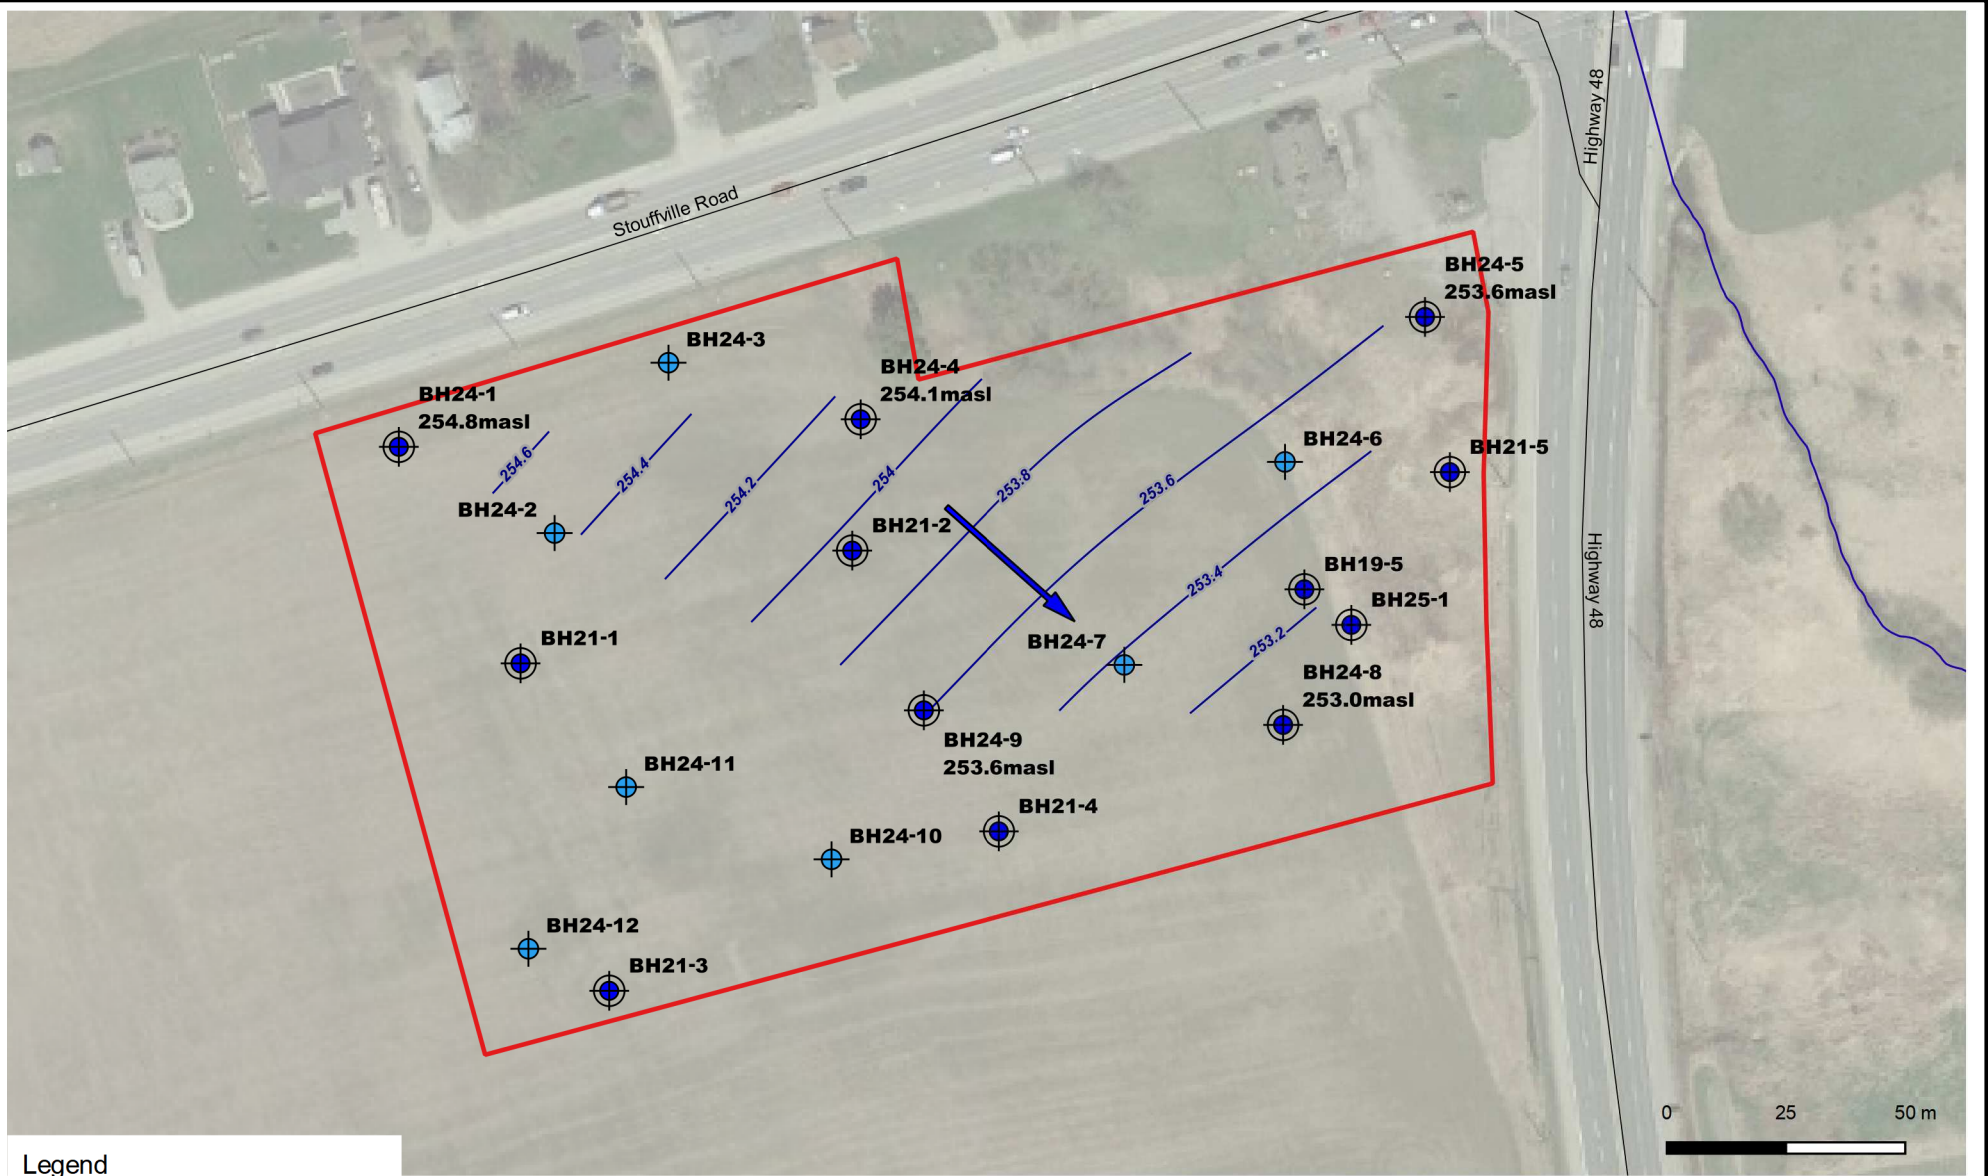 Highway 48
Stouffville Road
BH24-5
253.6masl
BH24-3
BH24-4
254.1masl
BH24-1
254.8masl
BH24-6
BH21-5
254.6
254.4
254.2
254
253.8
253.6
BH24-2
BH21-2
253.4
BH19-5
BH25-1
Highway 48
BH21-1
BH24-7
253.2
BH24-8
253.0masl
BH24-9
253.6masl
BH24-11
BH21-4
BH24-10
BH24-12
BH21-3
0 25 50 m
Legend